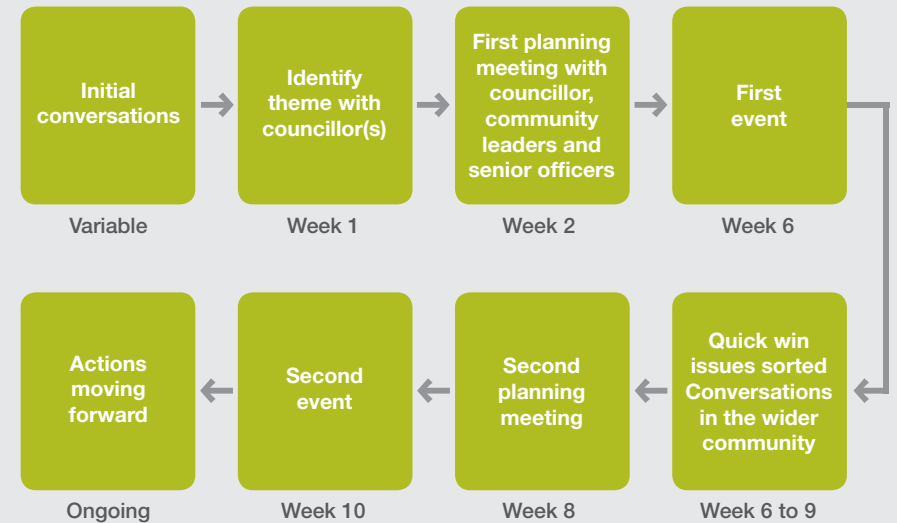 Initial
conversations
Variable
Identify
theme with
councillor(s)
Week 1
First planning
meeting with
councillor,
community
leaders and
senior officers
Week 2
First
event
Week 6
Quick win
issues sorted
Conversations
in the wider
community
Week 6 to 9
Second
planning
meeting
Week 8
Second
event
Week 10
Actions
moving
forward
Ongoing